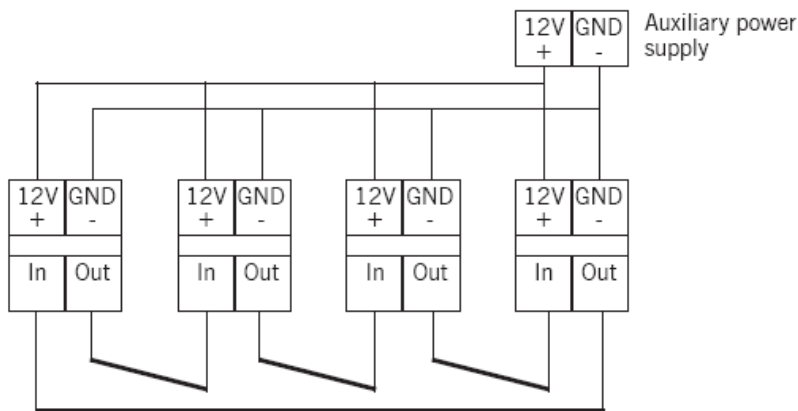 12V GND Auxiliary power
+ - supply
12V GND 12V GND 12V GND 12V GND
+ - + - + - + -
In Out In Out In Out In Out